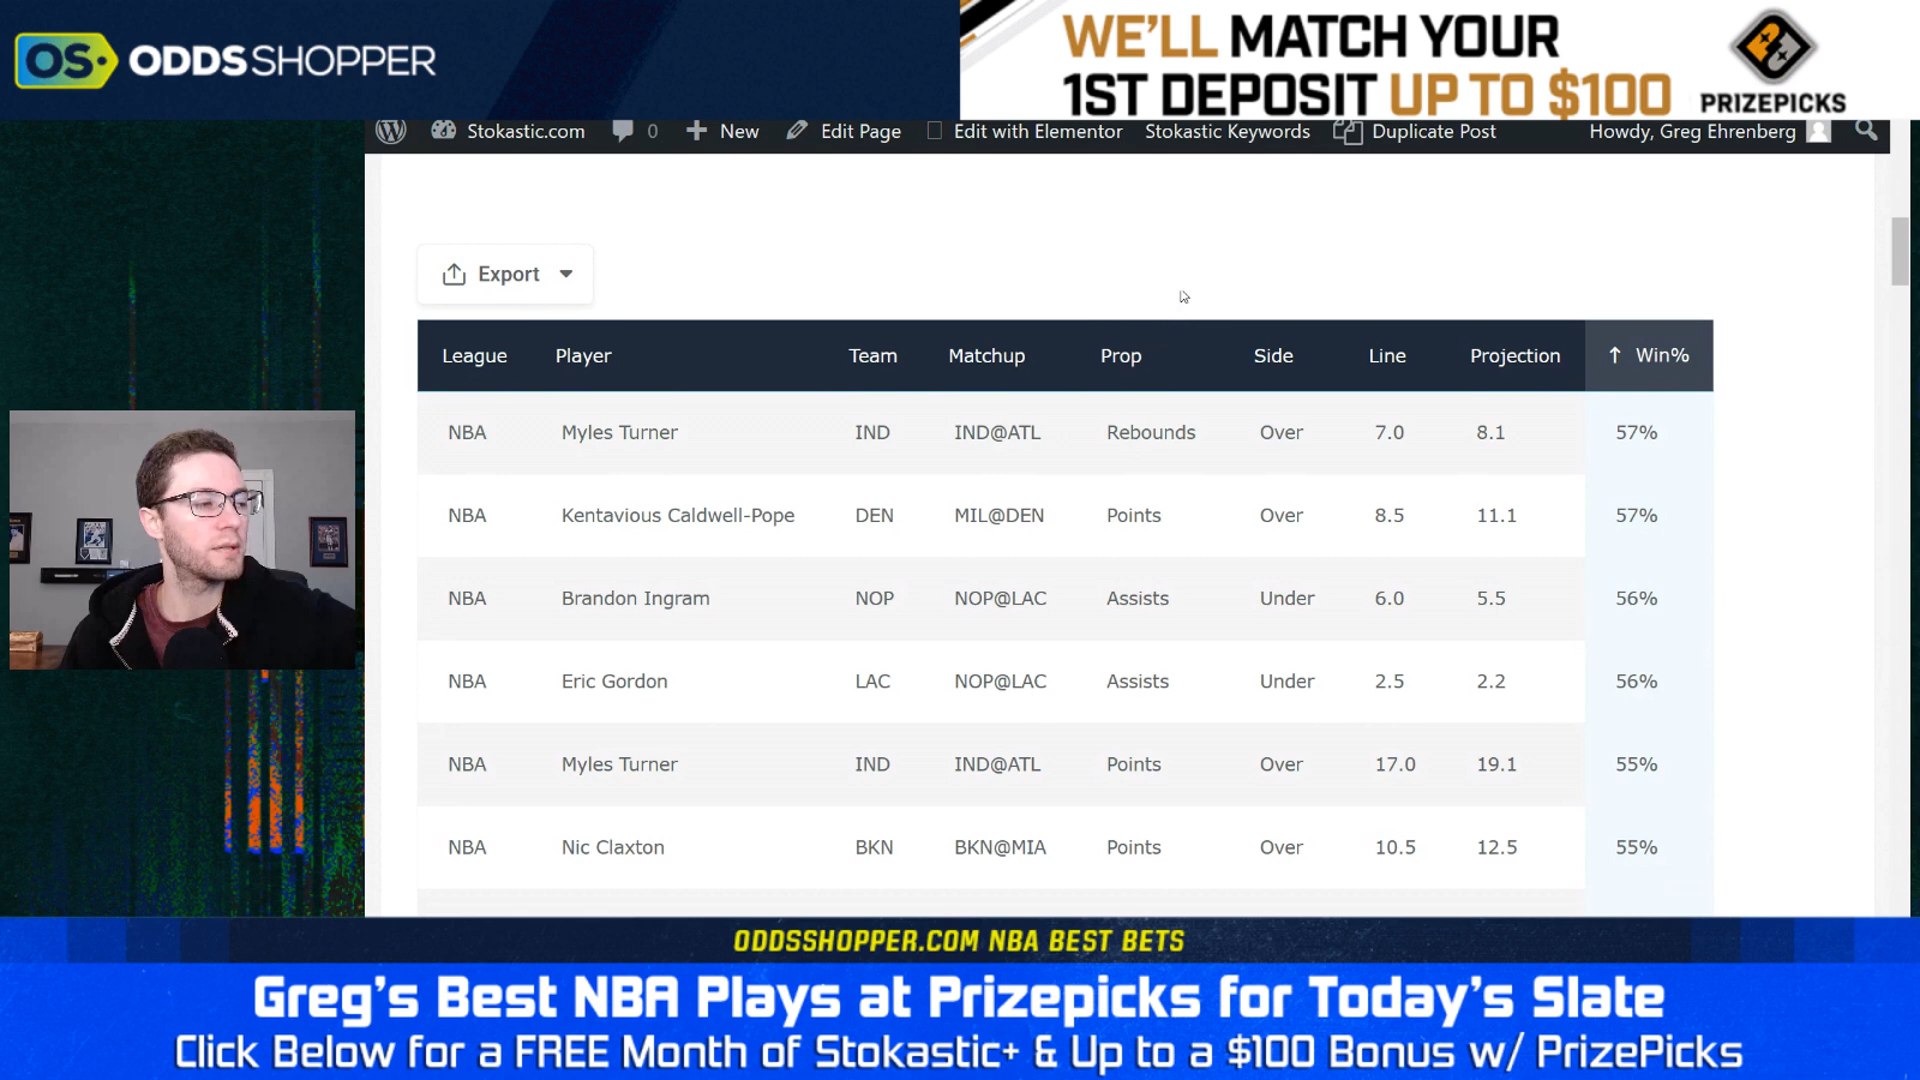 OS ODDSSHOPPER
WE'LL MATCH YOUR
1ST DEPOSIT UP TO $100
PRIZEPICKS
Stokastic.com 0 New Edit Page Edit with Elementor Stokastic Keywords Duplicate Post Howdy, Greg Ehrenberg
Export
League Player Team Matchup Prop Side Line Projection ↑ Win%
NBA Myles Turner IND IND@ATL Rebounds Over 7.0 8.1 57%
NBA Kentavious Caldwell-Pope DEN MIL@DEN Points Over 8.5 11.1 57%
NBA Brandon Ingram NOP NOP@LAC Assists Under 6.0 5.5 56%
NBA Eric Gordon LAC NOP@LAC Assists Under 2.5 2.2 56%
NBA Myles Turner IND IND@ATL Points Over 17.0 19.1 55%
NBA Nic Claxton BKN BKN@MIA Points Over 10.5 12.5 55%
ODDSSHOPPER.COM NBA BEST BETS
Greg's Best NBA Plays at Prizepicks for Today's Slate
Click Below for a FREE Month of Stokastic+ & Up to a $100 Bonus w/ PrizePicks